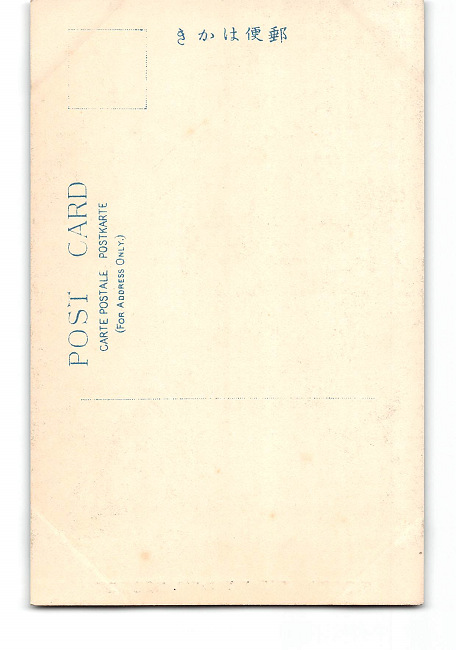 郵便はかき
POST CARD
CARTE POSTALE POSTKARTE
(FOR ADDRESS ONLY.)